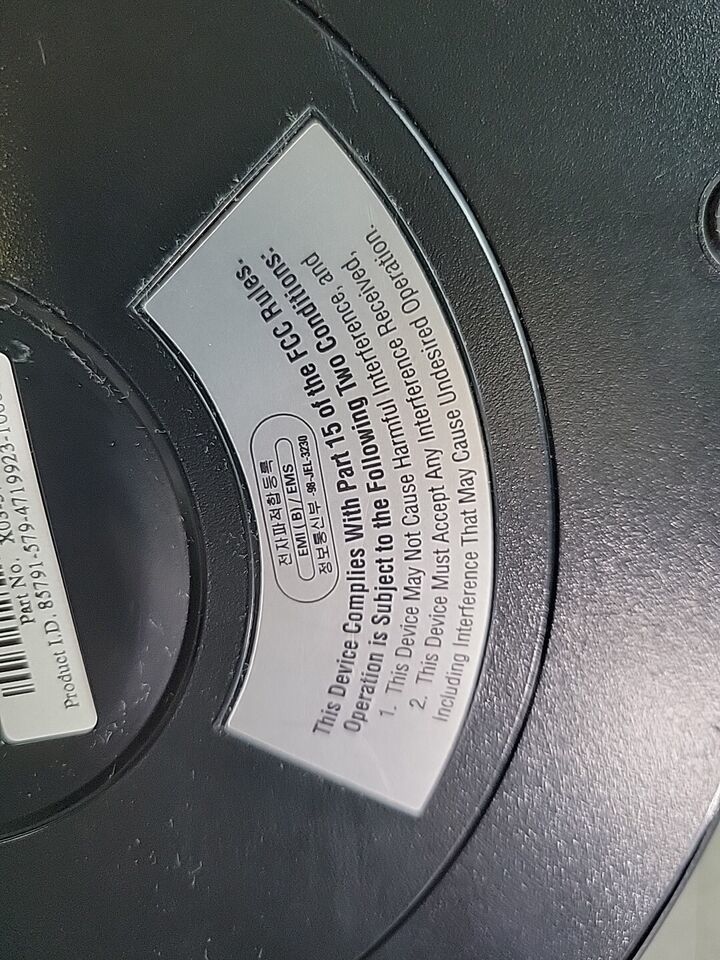 전자파적합등록
EMI (B) / EMS
정보통신부 -98-JEL-3230
This Device Complies With Part 15 of the FCC Rules.
Operation is Subject to the Following Two Conditions:
1. This Device May Not Cause Harmful Interference, and
2. This Device Must Accept Any Interference Received,
Including Interference That May Cause Undesired Operation.
Part No. X03-5
Product I.D. 85791-579-4719923-1000